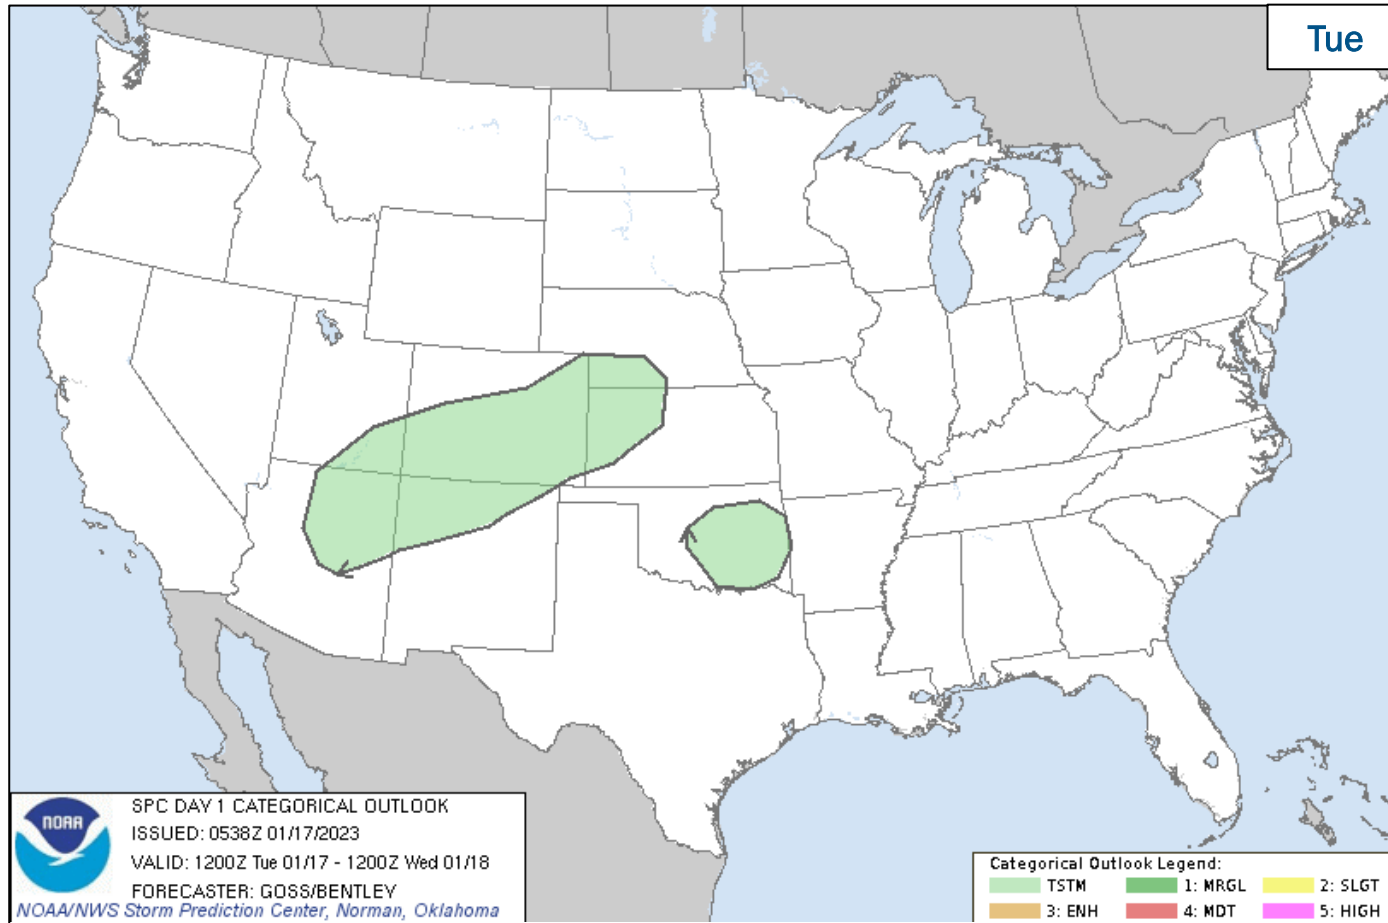 Tue
NOAA
SPC DAY 1 CATEGORICAL OUTLOOK
ISSUED: 0538Z 01/17/2023
VALID: 1200Z Tue 01/17 - 1200Z Wed 01/18
FORECASTER: GOSS/BENTLEY
NOAA/NWS Storm Prediction Center, Norman, Oklahoma
Categorical Outlook Legend:
TSTM 1: MRGL 2: SLGT
3: ENH 4: MDT 5: HIGH